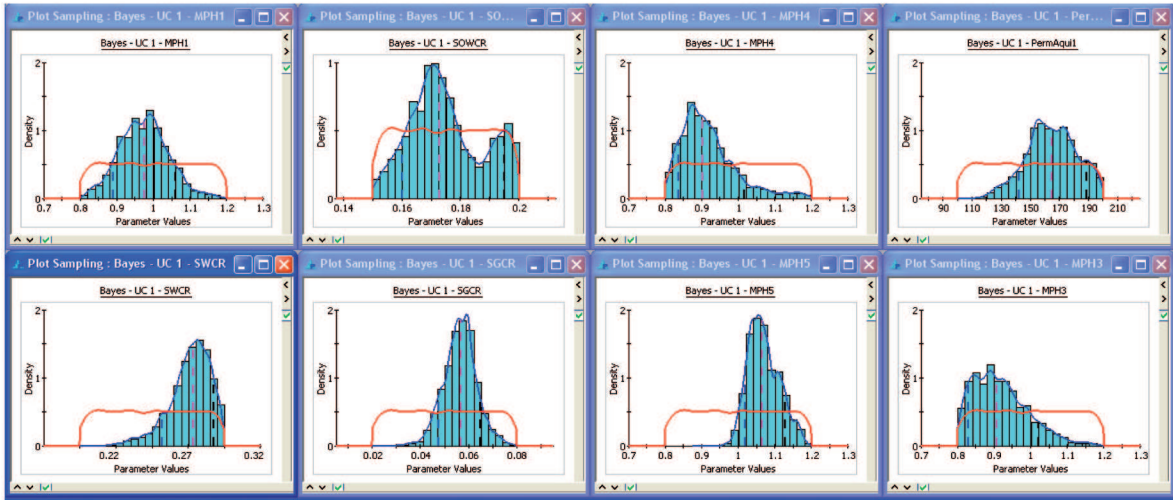 Plot Sampling : Bayes - UC 1 - MPH1
Bayes - UC 1 - MPH1
2
1
0
Density
0.7 0.8 0.9 1 1.1 1.2 1.3
Parameter Values
Plot Sampling : Bayes - UC 1 - SO...
Bayes - UC 1 - SOWCR
1
0
Density
0.14 0.16 0.18 0.2
Parameter Values
Plot Sampling : Bayes - UC 1 - MPH4
Bayes - UC 1 - MPH4
2
1
0
Density
0.7 0.8 0.9 1 1.1 1.2 1.3
Parameter Values
Plot Sampling : Bayes - UC 1 - Per...
Bayes - UC 1 - PermAqui1
2
1
0
Density
90 110 130 150 170 190 210
Parameter Values
Plot Sampling : Bayes - UC 1 - SWCR
Bayes - UC 1 - SWCR
2
1
0
Density
0.22 0.27 0.32
Parameter Values
Plot Sampling : Bayes - UC 1 - SGCR
Bayes - UC 1 - SGCR
2
1
0
Density
0.02 0.04 0.06 0.08
Parameter Values
Plot Sampling : Bayes - UC 1 - MPH5
Bayes - UC 1 - MPH5
2
1
0
Density
0.7 0.8 0.9 1 1.1 1.2 1.3
Parameter Values
Plot Sampling : Bayes - UC 1 - MPH3
Bayes - UC 1 - MPH3
2
1
0
Density
0.7 0.8 0.9 1 1.1 1.2 1.3
Parameter Values